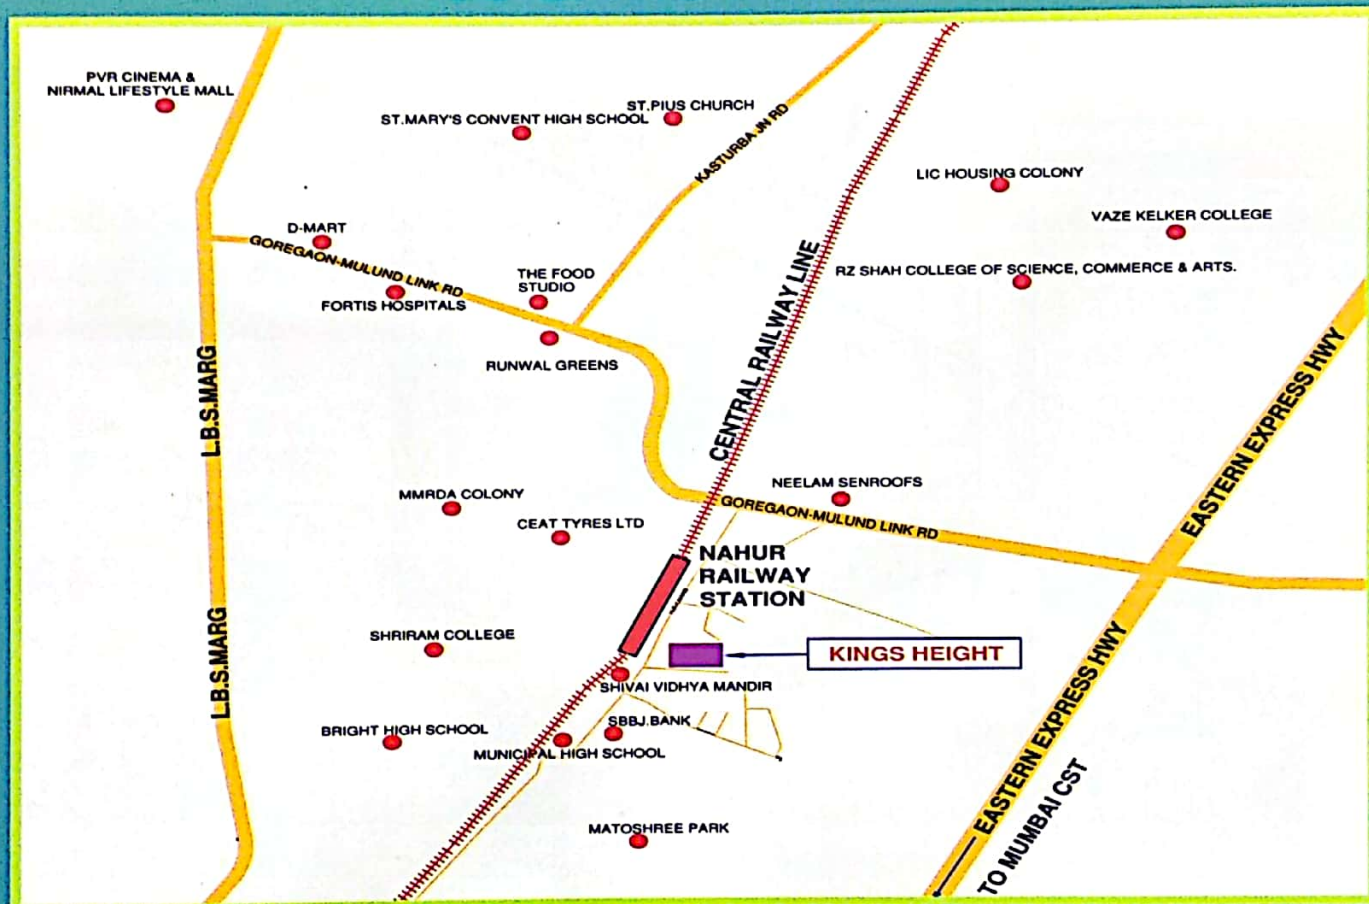 PVR CINEMA &
NIRMAL LIFESTYLE MALL
ST.MARY'S CONVENT HIGH SCHOOL
ST.PIUS CHURCH
KASTURBA JN RD
LIC HOUSING COLONY
VAZE KELKER COLLEGE
D-MART
GOREGAON-MULUND LINK RD
FORTIS HOSPITALS
THE FOOD
STUDIO
RUNWAL GREENS
CENTRAL RAILWAY LINE
RZ SHAH COLLEGE OF SCIENCE, COMMERCE & ARTS.
L.B.S.MARG
EASTERN EXPRESS HWY
MMRDA COLONY
CEAT TYRES LTD
NEELAM SENROOFS
GOREGAON-MULUND LINK RD
NAHUR
RAILWAY
STATION
L.B.S.MARG
SHRIRAM COLLEGE
KINGS HEIGHT
SHIVAI VIDHYA MANDIR
BRIGHT HIGH SCHOOL
SBBJ.BANK
MUNICIPAL HIGH SCHOOL
EASTERN EXPRESS HWY
TO MUMBAI CST
MATOSHREE PARK